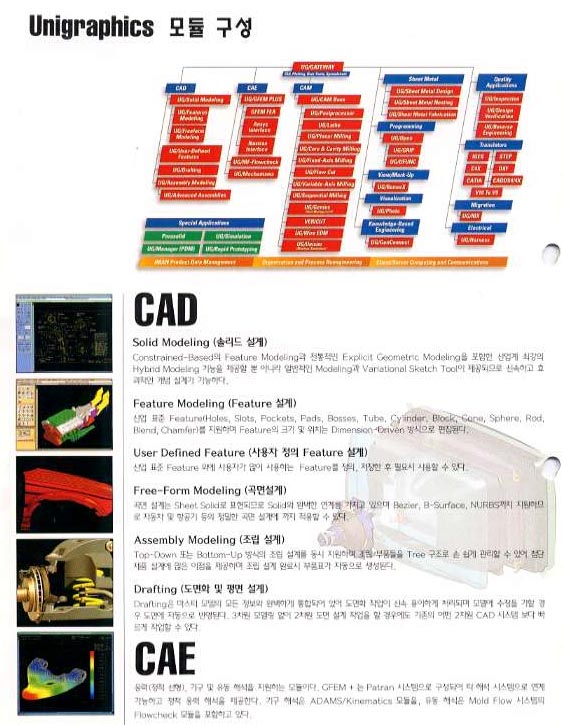 Unigraphics 모듈 구성
UG/GATEWAY
CAD
UG/Solid Modeling
UG/Features Modeling
UG/Freeform Modeling
UG/User-Defined Features
UG/Drafting
UG/Assembly Modeling
UG/Advanced Assemblies
CAE
UG/GFEM PLUS
GFEM FEA
Ansys Interface
Nastran Interface
UG/MF-Flowcheck
UG/Mechanisms
CAM
UG/CAM Base
UG/Postprocessor
UG/Lathe
UG/Planar Milling
UG/Core & Cavity Milling
UG/Fixed-Axis Milling
UG/Flow Cut
UG/Variable-Axis Milling
UG/Sequential Milling
UG/Genius
VERICUT
UG/Wire EDM
UG/Genius
Sheet Metal
UG/Sheet Metal Design
UG/Sheet Metal Nesting
UG/Sheet Metal Fabrication
Programming
UG/Open
UG/GRIP
UG/UFUNC
View/Mark-Up
Visualization
UG/Photo
Knowledge-Based Engineering
UG/GeoConnect
Quality Applications
UG/Inspection
UG/Design Verification
UG/Reverse Engineering
Translators
IGES
STEP
DXF
CATIA
Migration
Electrical
UG/Harness
Special Applications
Parasolid
UG/Simulation
UG/Manager (PDM)
UG/Rapid Prototyping
IMAN Product Data Management
Organization and Process Reengineering
Client/Server Computing and Communications
CAD
Solid Modeling (솔리드 설계)
Constrained-Based의 Feature Modeling과 전통적인 Explicit Geometric Modeling을 포함한 산업계 최강의
Hybrid Modeling 기능을 제공할 뿐 아니라 일반적인 Modeling과 Variational Sketch Tool이 제공되므로 신속하고 효
과적인 개념 설계가 가능하다.
Feature Modeling (Feature 설계)
산업 표준 Feature(Holes, Slots, Pockets, Pads, Bosses, Tube, Cylinder, Block, Cone, Sphere, Rod,
Blend, Chamfer)를 지원하며 Feature의 크기 및 위치는 Dimension-Driven 방식으로 편집된다.
User Defined Feature (사용자 정의 Feature 설계)
산업 표준 Feature 외에 사용자가 많이 사용하는 Feature를 정의, 저장한 후 필요시 사용할 수 있다.
Free-Form Modeling (곡면설계)
곡면 설계는 Sheet Solid로 표현되므로 Solid와 완벽한 연계를 가지고 있으며 Bezier, B-Surface, NURBS까지 지원하므
로 자동차 및 항공기 등의 정밀한 곡면 설계에 까지 적용할 수 있다.
Assembly Modeling (조립 설계)
Top-Down 또는 Bottom-Up 방식의 조립 설계를 동시 지원하며 조립/부품들을 Tree 구조로 손 쉽게 관리할 수 있어 첨단
제품 설계에 많은 이점을 제공하며 조립 설계 완료시 부품표가 자동으로 생성된다.
Drafting (도면화 및 평면 설계)
Drafting은 마스터 모델의 모든 정보와 완벽하게 통합되어 있어 도면화 작업이 신속 용이하게 처리되며 모델에 수정을 가할 경
우 도면에 자동으로 반영된다. 3차원 모델링 없이 2차원 도면 설계 작업을 할 경우에도 기존의 어떤 2차원 CAD 시스템 보다 빠
르게 작업할 수 있다.
CAE
응력(정적 선형), 기구 및 유동 해석을 지원하는 모듈이다. GFEM + 는 Patran 시스템으로 구성되어 타 해석 시스템으로 연계
가능하고 정적 응력 해석을 제공한다. 기구 해석은 ADAMS/Kinematics 모듈을, 유동 해석은 Mold Flow 시스템의
Flowcheck 모듈을 포함하고 있다.